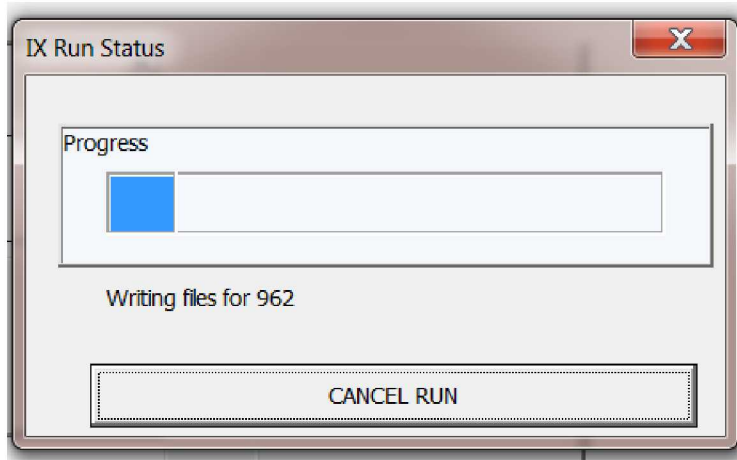 IX Run Status
X
Progress
Writing files for 962
CANCEL RUN